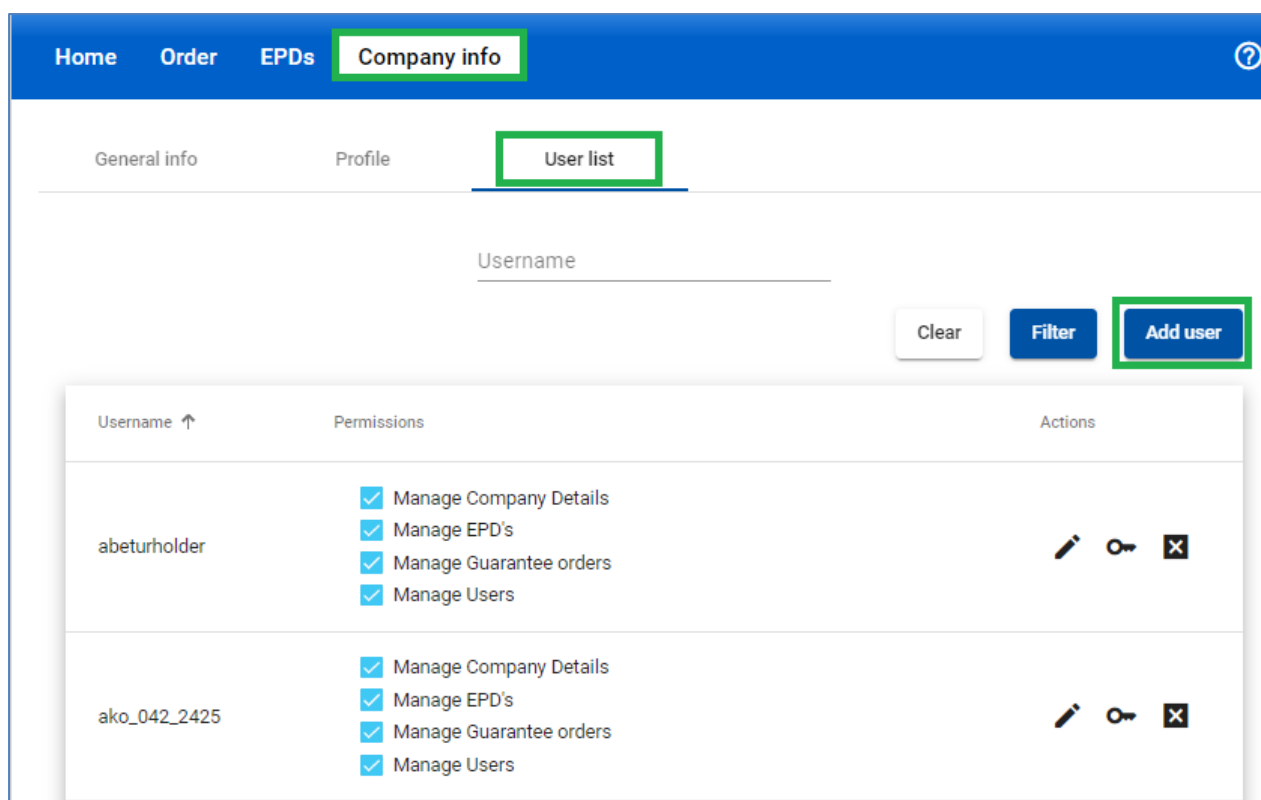 Home Order EPDs Company info
General info Profile User list
Username
Clear Filter Add user
Username Permissions Actions
abeturholder
Manage Company Details
Manage EPD's
Manage Guarantee orders
Manage Users
ako_042_2425
Manage Company Details
Manage EPD's
Manage Guarantee orders
Manage Users